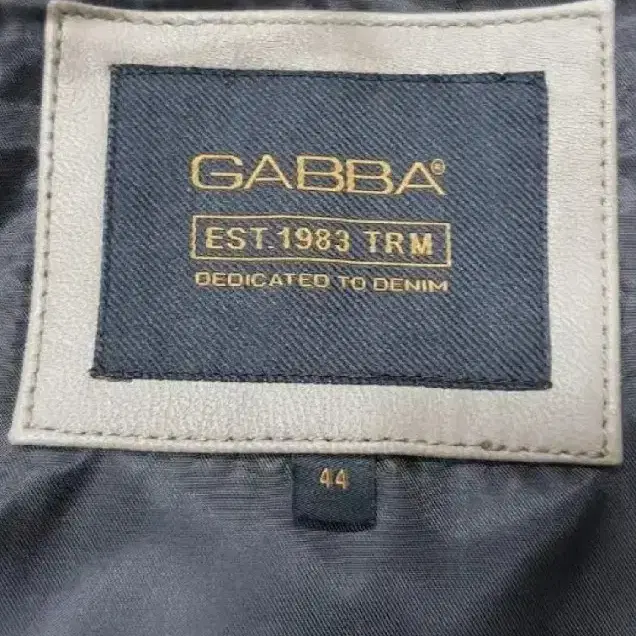 GABBA®
EST. 1983 TRM
DEDICATED TO DENIM
44